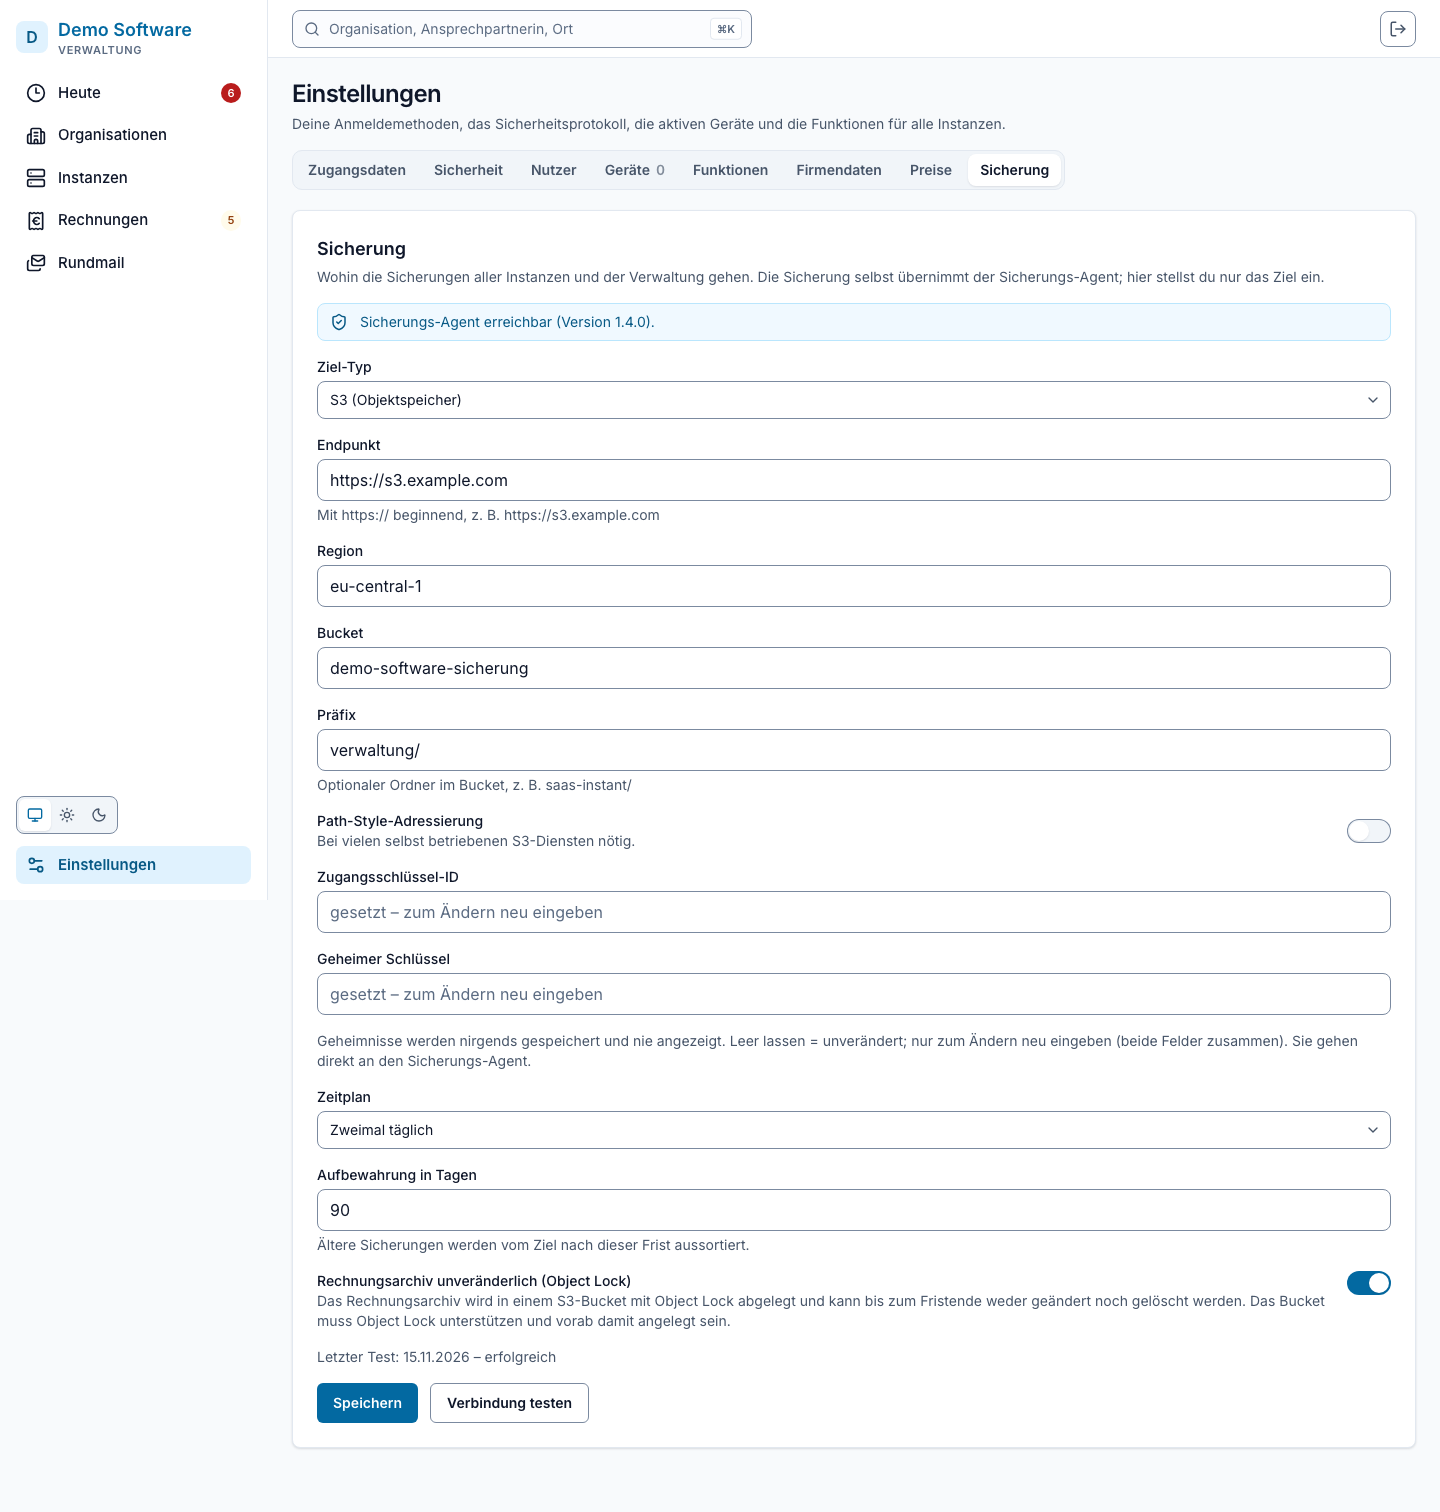 D
Demo Software
VERWALTUNG
Heute
6
Organisationen
Instanzen
Rechnungen
5
Rundmail
Einstellungen
Organisation, Ansprechpartnerin, Ort
⌘K
Einstellungen
Deine Anmeldemethoden, das Sicherheitsprotokoll, die aktiven Geräte und die Funktionen für alle Instanzen.
Zugangsdaten Sicherheit Nutzer Geräte 0 Funktionen Firmendaten Preise Sicherung
Sicherung
Wohin die Sicherungen aller Instanzen und der Verwaltung gehen. Die Sicherung selbst übernimmt der Sicherungs-Agent; hier stellst du nur das Ziel ein.
Sicherungs-Agent erreichbar (Version 1.4.0).
Ziel-Typ
S3 (Objektspeicher)
Endpunkt
https://s3.example.com
Mit https:// beginnend, z. B. https://s3.example.com
Region
eu-central-1
Bucket
demo-software-sicherung
Präfix
verwaltung/
Optionaler Ordner im Bucket, z. B. saas-instant/
Path-Style-Adressierung
Bei vielen selbst betriebenen S3-Diensten nötig.
Zugangsschlüssel-ID
gesetzt – zum Ändern neu eingeben
Geheimer Schlüssel
gesetzt – zum Ändern neu eingeben
Geheimnisse werden nirgends gespeichert und nie angezeigt. Leer lassen = unverändert; nur zum Ändern neu eingeben (beide Felder zusammen). Sie gehen
direkt an den Sicherungs-Agent.
Zeitplan
Zweimal täglich
Aufbewahrung in Tagen
90
Ältere Sicherungen werden vom Ziel nach dieser Frist aussortiert.
Rechnungsarchiv unveränderlich (Object Lock)
Das Rechnungsarchiv wird in einem S3-Bucket mit Object Lock abgelegt und kann bis zum Fristende weder geändert noch gelöscht werden. Das Bucket
muss Object Lock unterstützen und vorab damit angelegt sein.
Letzter Test: 15.11.2026 – erfolgreich
Speichern
Verbindung testen